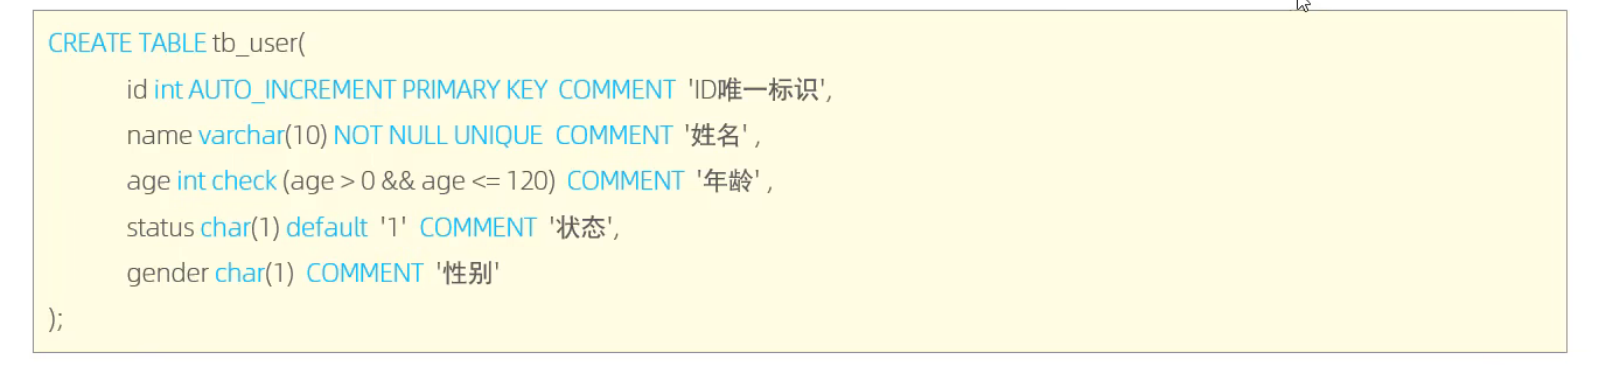 CREATE TABLE tb_user(
id int AUTO_INCREMENT PRIMARY KEY COMMENT 'ID唯一标识',
name varchar(10) NOT NULL UNIQUE COMMENT '姓名' ,
age int check (age > 0 && age <= 120) COMMENT '年龄' ,
status char(1) default '1' COMMENT '状态',
gender char(1) COMMENT '性别'
);